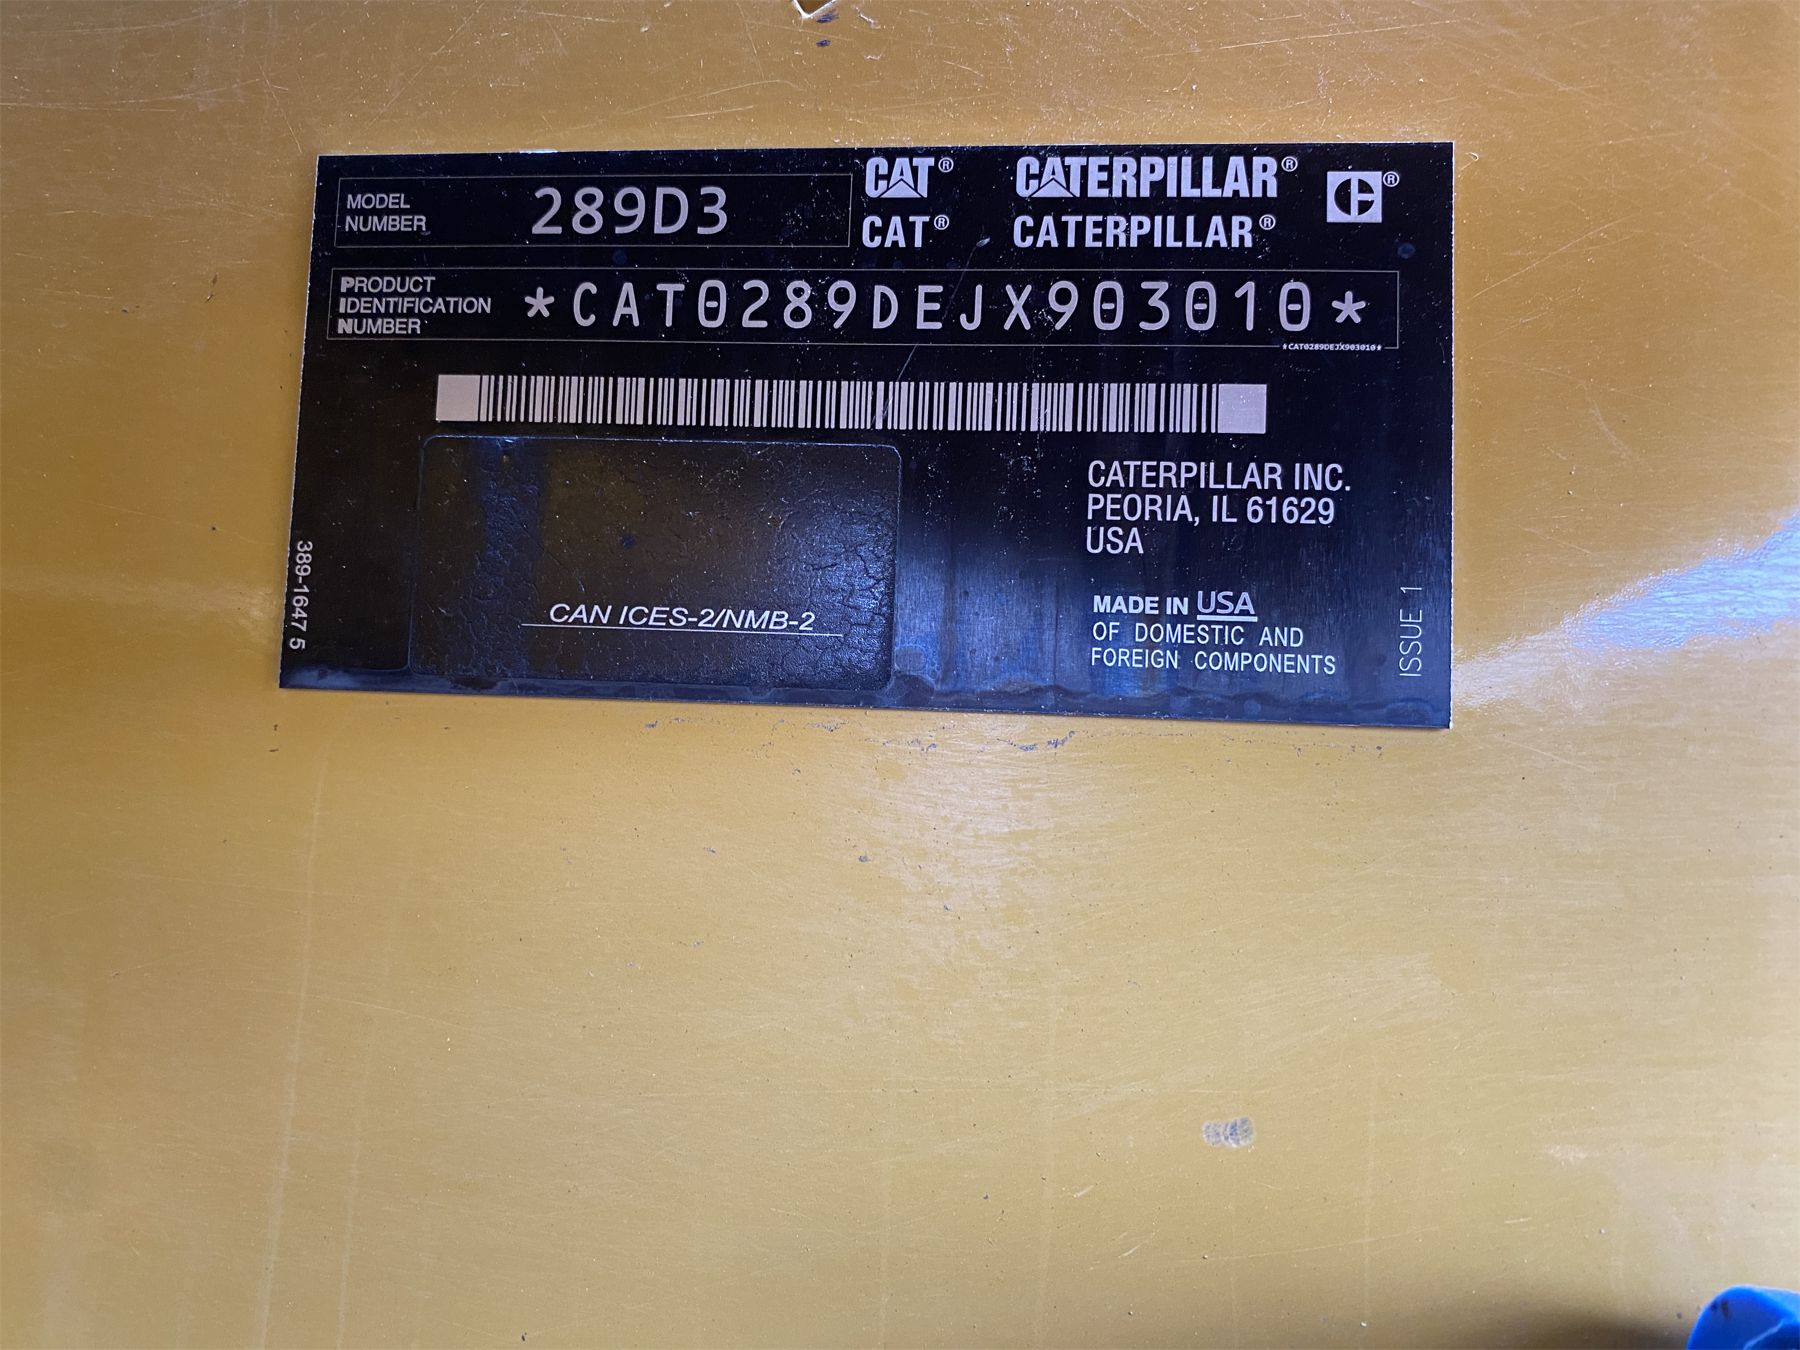 MODEL
NUMBER
289D3
CAT® CATERPILLAR® C®
CAT® CATERPILLAR®
PRODUCT
IDENTIFICATION
NUMBER
*CAT0289DEJX903010*
*CAT0289DEJX903010*
CATERPILLAR INC.
PEORIA, IL 61629
USA
CAN ICES-2/NMB-2
MADE IN USA
OF DOMESTIC AND
FOREIGN COMPONENTS
389-1647 5
ISSUE 1